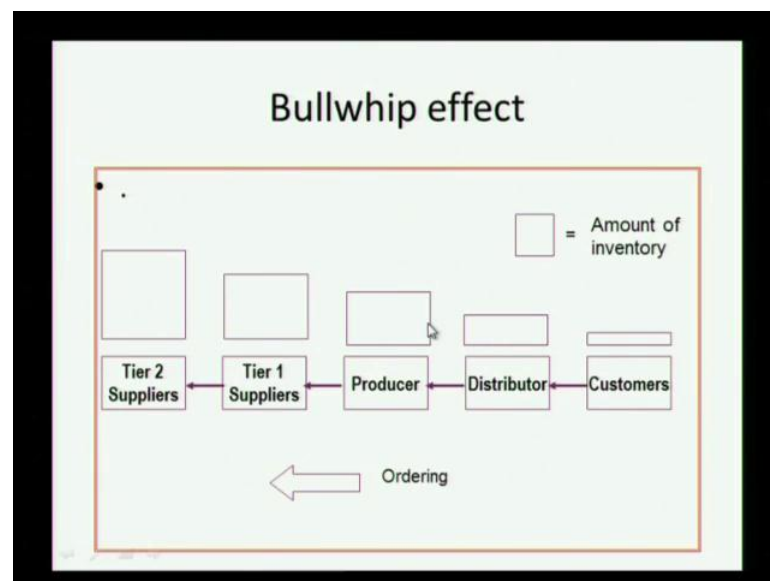 Bullwhip effect
• .
= Amount of
inventory
Tier 2
Suppliers
Tier 1
Suppliers
Producer
Distributor
Customers
Ordering